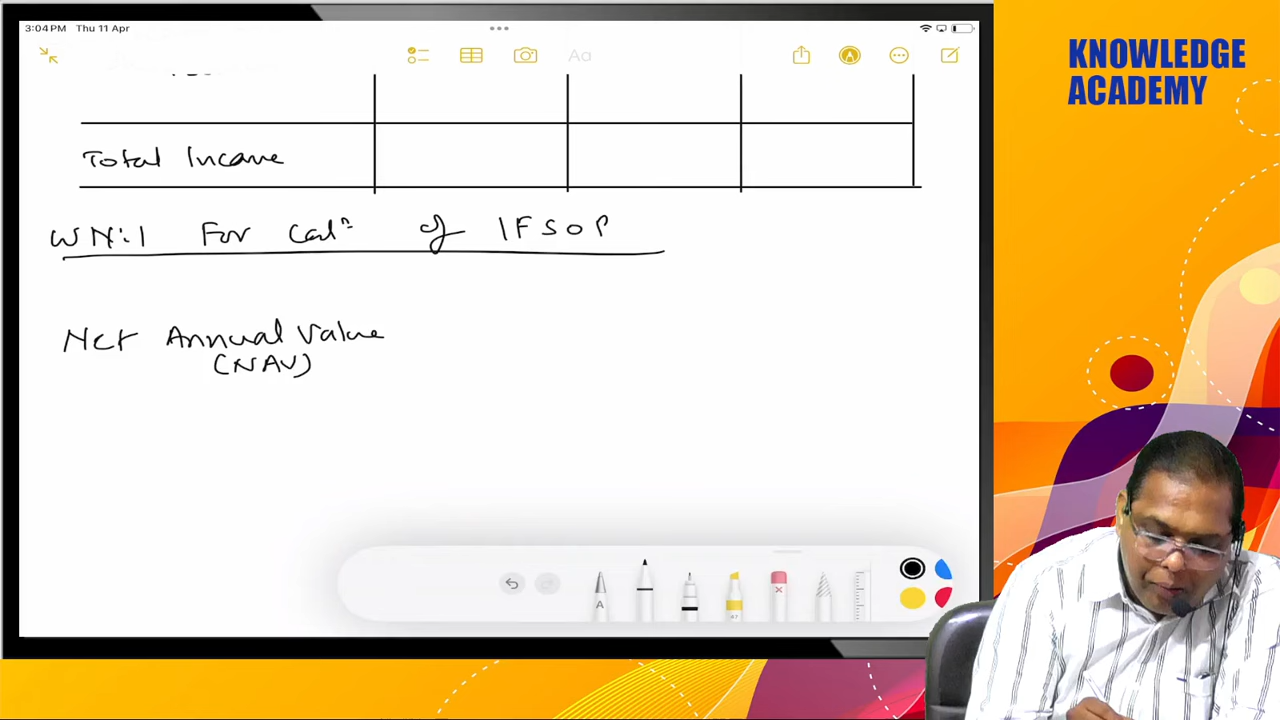 3:04 PM Thu 11 Apr
KNOWLEDGE
ACADEMY
Aa
Total Income
WN:1 For Caln of IFSOP
Net Annual Value
(NAV)
A